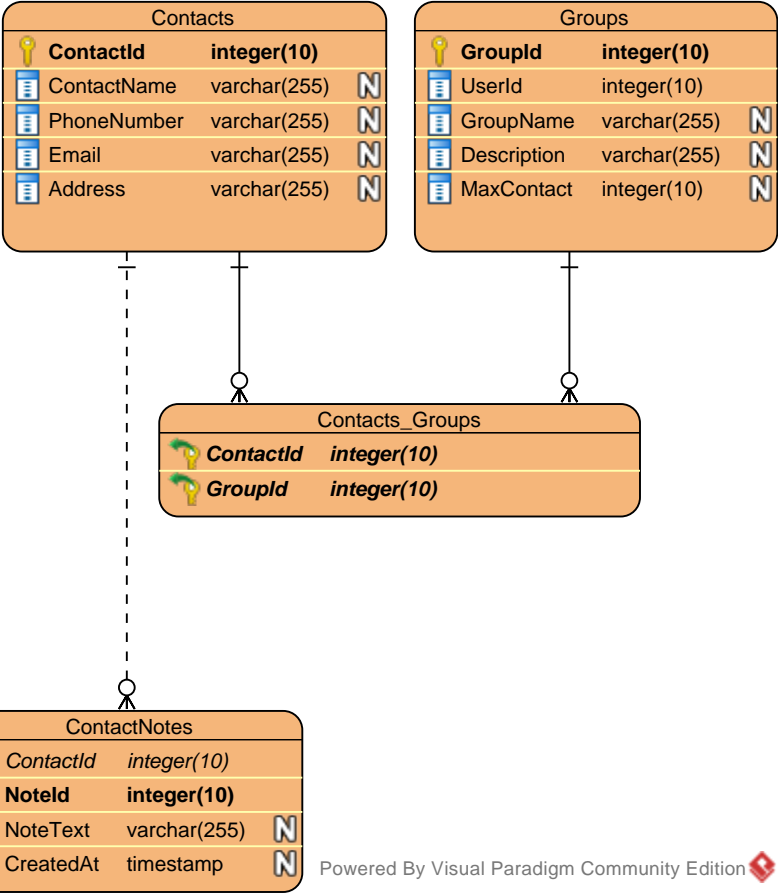 Contacts
ContactId integer(10)
ContactName varchar(255) N
PhoneNumber varchar(255) N
Email varchar(255) N
Address varchar(255) N
Groups
GroupId integer(10)
UserId integer(10)
GroupName varchar(255) N
Description varchar(255) N
MaxContact integer(10) N
Contacts_Groups
ContactId integer(10)
GroupId integer(10)
ContactNotes
ContactId integer(10)
NoteId integer(10)
NoteText varchar(255) N
CreatedAt timestamp N
Powered By Visual Paradigm Community Edition